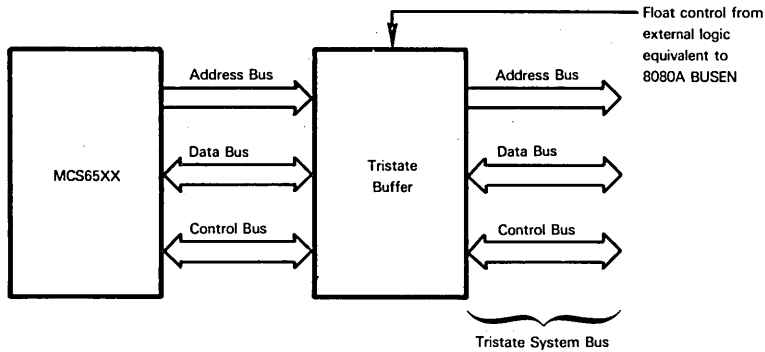 Float control from
external logic
equivalent to
8080A BUSEN
Address Bus
Address Bus
Data Bus
Data Bus
MCS65XX
Tristate
Buffer
Control Bus
Control Bus
Tristate System Bus